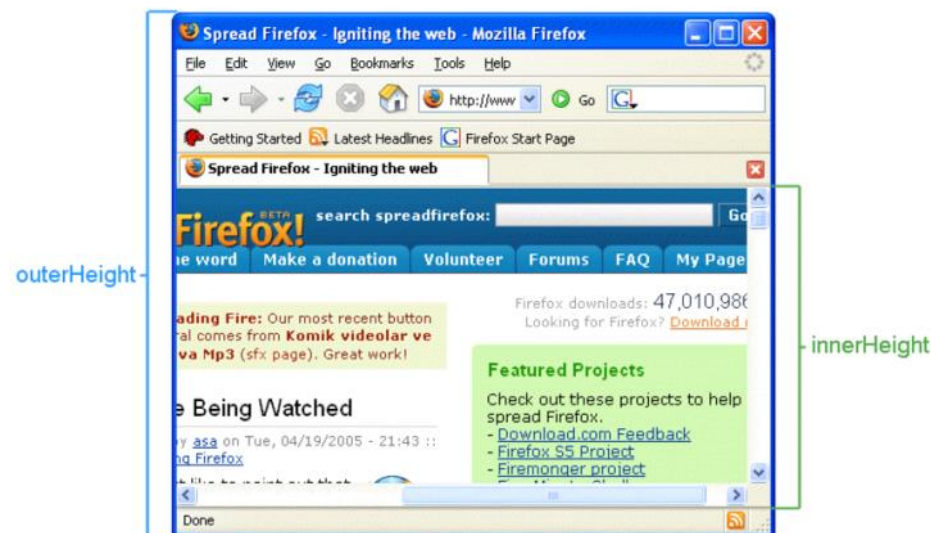 Spread Firefox - Igniting the web - Mozilla Firefox
File Edit View Go Bookmarks Tools Help
http://www Go G
Getting Started Latest Headlines G Firefox Start Page
Spread Firefox - Igniting the web
Firefox! BETA search spreadfirefox: Go
e word Make a donation Volunteer Forums FAQ My Page
outerHeight
Firefox downloads: 47,010,986
Looking for Firefox? Download
ading Fire: Our most recent button
ral comes from Komik videolar ve
va Mp3 (sfx page). Great work!
innerHeight
Featured Projects
Check out these projects to help
spread Firefox.
- Download.com Feedback
- Firefox S5 Project
- Firemonger project
e Being Watched
by asa on Tue, 04/19/2005 - 21:43 ::
ng Firefox
Done